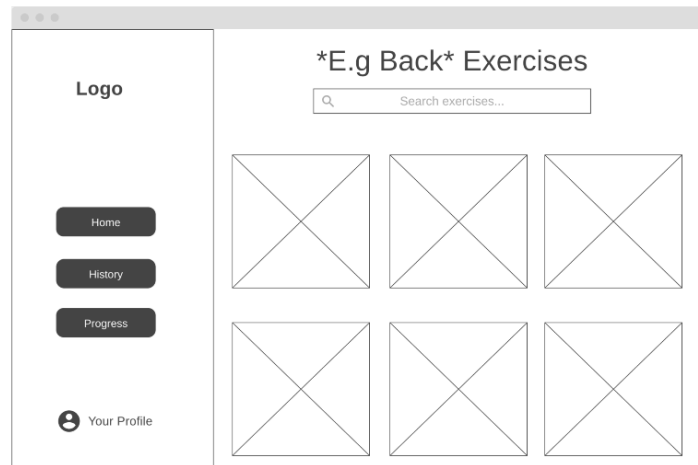 *E.g Back* Exercises
Search exercises...
Logo
Home
History
Progress
Your Profile